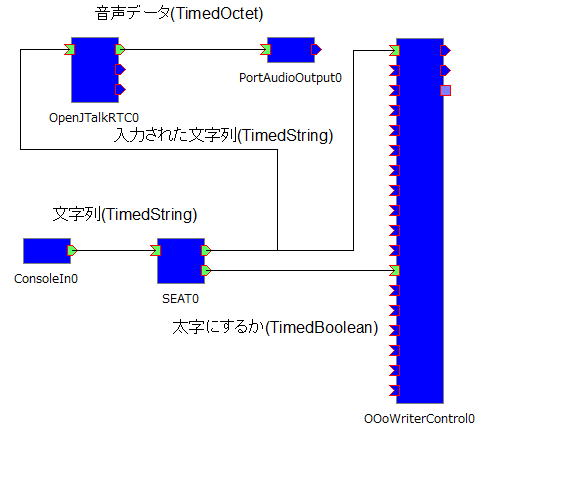 音声データ(TimedOctet)
PortAudioOutput0
OpenJTalkRTC0
入力された文字列(TimedString)
文字列(TimedString)
ConsoleIn0
SEAT0
太字にするか(TimedBoolean)
OOoWriterControl0